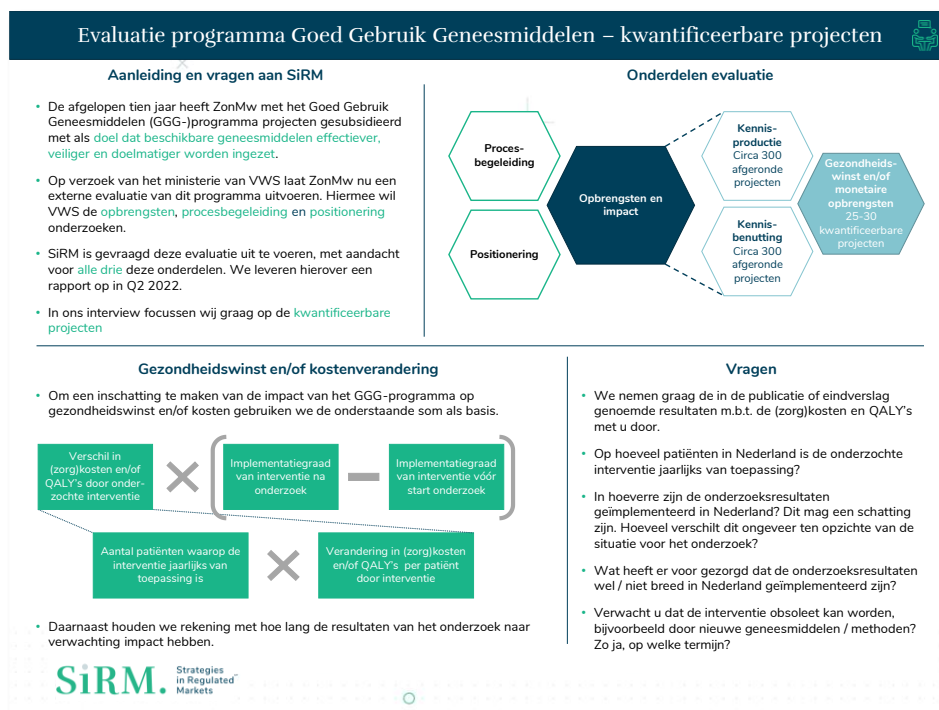 Evaluatie programma Goed Gebruik Geneesmiddelen – kwantificeerbare projecten
Aanleiding en vragen aan SiRM
• De afgelopen tien jaar heeft ZonMw met het Goed Gebruik
Geneesmiddelen (GGG-)programma projecten gesubsidieerd
met als doel dat beschikbare geneesmiddelen effectiever,
veiliger en doelmatiger worden ingezet.
• Op verzoek van het ministerie van VWS laat ZonMw nu een
externe evaluatie van dit programma uitvoeren. Hiermee wil
VWS de opbrengsten, procesbegeleiding en positionering
onderzoeken.
• SiRM is gevraagd deze evaluatie uit te voeren, met aandacht
voor alle drie deze onderdelen. We leveren hierover een
rapport op in Q2 2022.
• In ons interview focussen wij graag op de kwantificeerbare
projecten
Onderdelen evaluatie
Proces-
begeleiding
Positionering
Opbrengsten en
impact
Kennis-
productie
Circa 300
afgeronde
projecten
Kennis-
benutting
Circa 300
afgeronde
projecten
Gezondheids-
winst en/of
monetaire
opbrengsten
25-30
kwantificeerbare
projecten
Gezondheidswinst en/of kostenverandering
• Om een inschatting te maken van de impact van het GGG-programma op
gezondheidswinst en/of kosten gebruiken we de onderstaande som als basis.
Verschil in
(zorg)kosten en/of
QALY's door onder-
zochte interventie
Implementatiegraad
van interventie na
onderzoek
Implementatiegraad
van interventie vóór
start onderzoek
Aantal patiënten waarop de
interventie jaarlijks van
toepassing is
Verandering in (zorg)kosten
en/of QALY's per patiënt
door interventie
• Daarnaast houden we rekening met hoe lang de resultaten van het onderzoek naar
verwachting impact hebben.
Vragen
• We nemen graag de in de publicatie of eindverslag
genoemde resultaten m.b.t. de (zorg)kosten en QALY's
met u door.
• Op hoeveel patiënten in Nederland is de onderzochte
interventie jaarlijks van toepassing?
• In hoeverre zijn de onderzoeksresultaten
geïmplementeerd in Nederland? Dit mag een schatting
zijn. Hoeveel verschilt dit ongeveer ten opzichte van de
situatie voor het onderzoek?
• Wat heeft er voor gezorgd dat de onderzoeksresultaten
wel / niet breed in Nederland geïmplementeerd zijn?
• Verwacht u dat de interventie obsoleet kan worden,
bijvoorbeeld door nieuwe geneesmiddelen / methoden?
Zo ja, op welke termijn?
SiRM.
Strategies
in Regulated
Markets